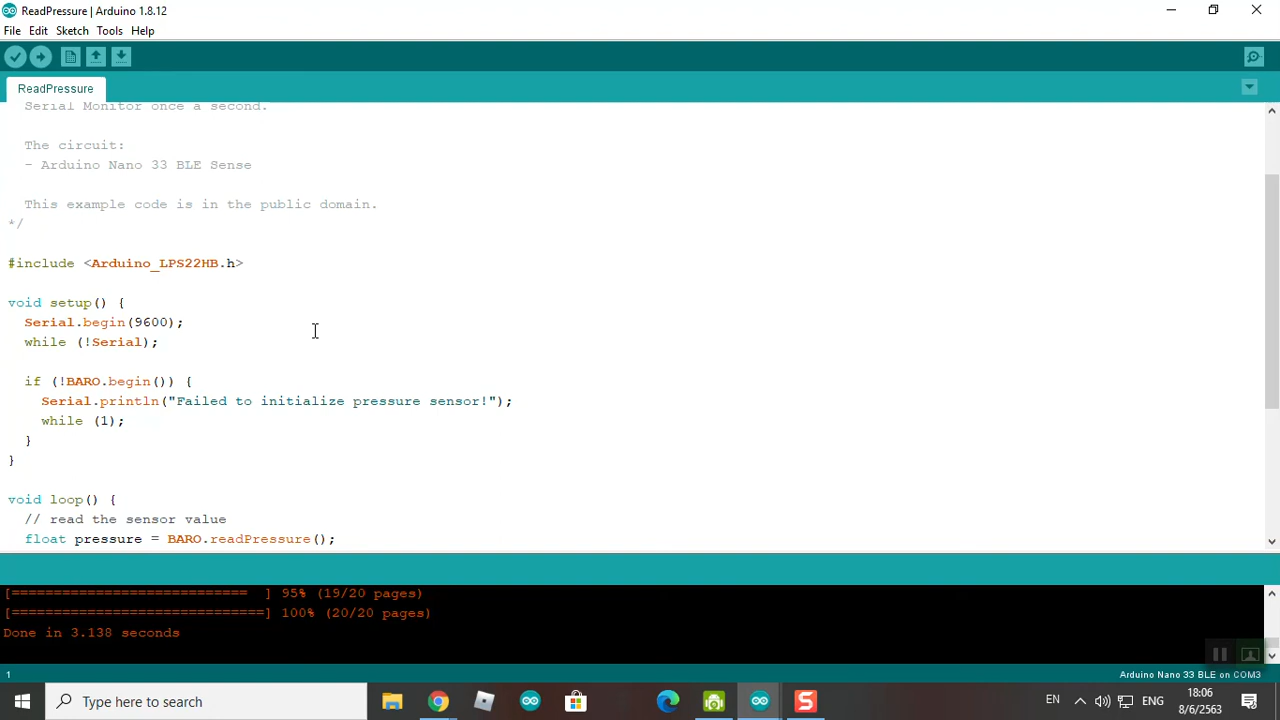 ReadPressure | Arduino 1.8.12
File Edit Sketch Tools Help
ReadPressure
Serial Monitor once a second.
The circuit:
- Arduino Nano 33 BLE Sense
This example code is in the public domain.
*/
#include <Arduino_LPS22HB.h>
void setup() {
Serial.begin(9600);
while (!Serial);
if (!BARO.begin()) {
Serial.println("Failed to initialize pressure sensor!");
while (1);
}
}
void loop() {
// read the sensor value
float pressure = BARO.readPressure();
[============================  ] 95% (19/20 pages)
[==============================] 100% (20/20 pages)
Done in 3.138 seconds
1
Arduino Nano 33 BLE on COM3
Type here to search
S
EN
ENG
18:06
8/6/2563